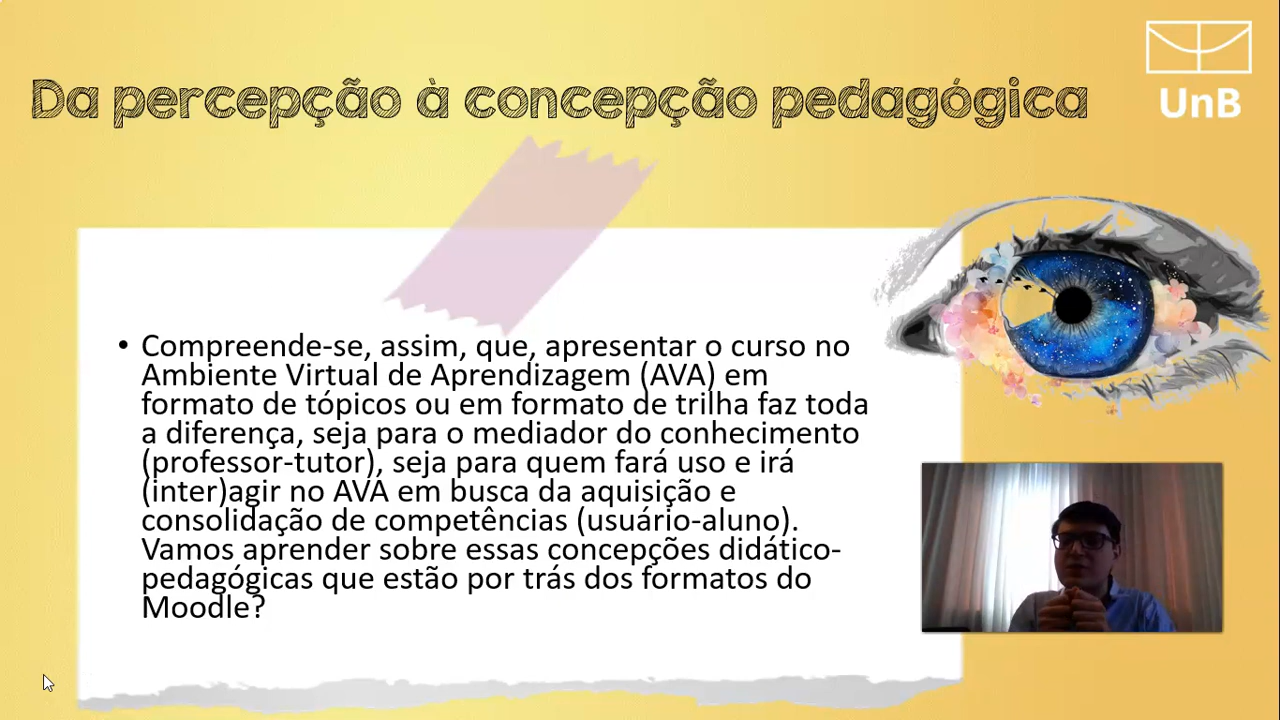 Da percepção à concepção pedagógica
UnB
• Compreende-se, assim, que, apresentar o curso no
Ambiente Virtual de Aprendizagem (AVA) em
formato de tópicos ou em formato de trilha faz toda
a diferença, seja para o mediador do conhecimento
(professor-tutor), seja para quem fará uso e irá
(inter)agir no AVA em busca da aquisição e
consolidação de competências (usuário-aluno).
Vamos aprender sobre essas concepções didático-
pedagógicas que estão por trás dos formatos do
Moodle?